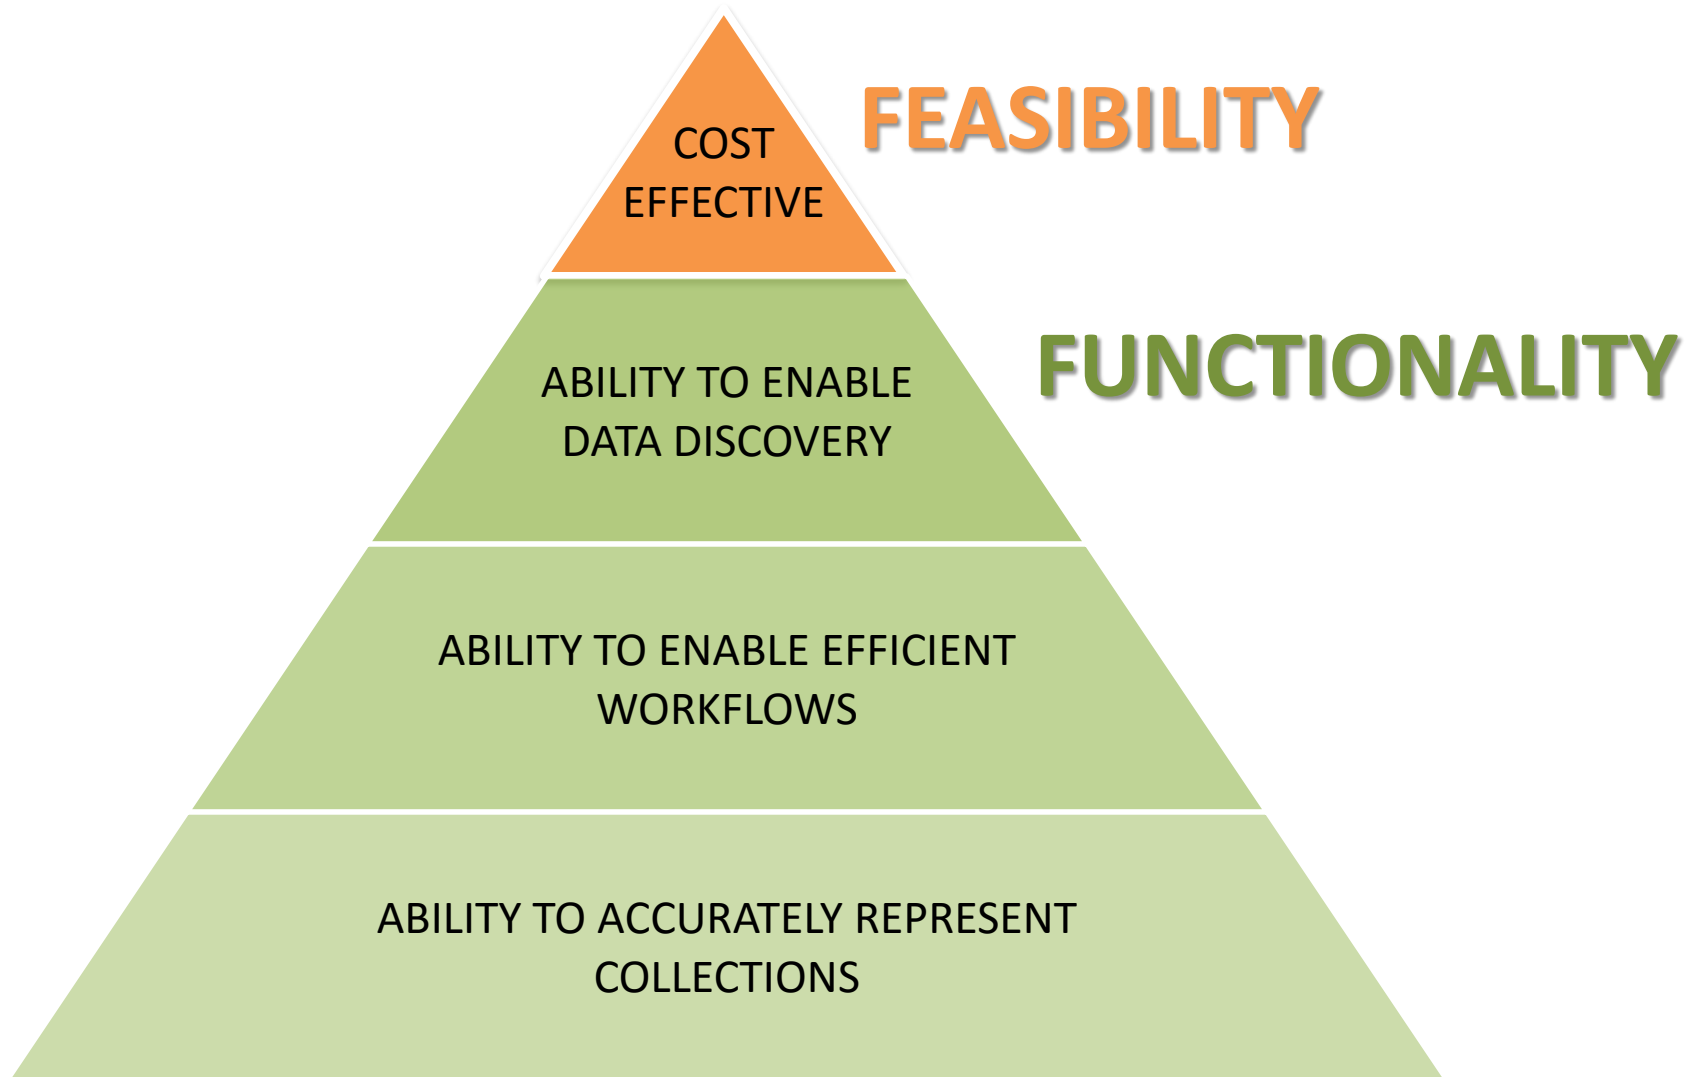 COST
EFFECTIVE
FEASIBILITY
ABILITY TO ENABLE
DATA DISCOVERY
FUNCTIONALITY
ABILITY TO ENABLE EFFICIENT
WORKFLOWS
ABILITY TO ACCURATELY REPRESENT
COLLECTIONS